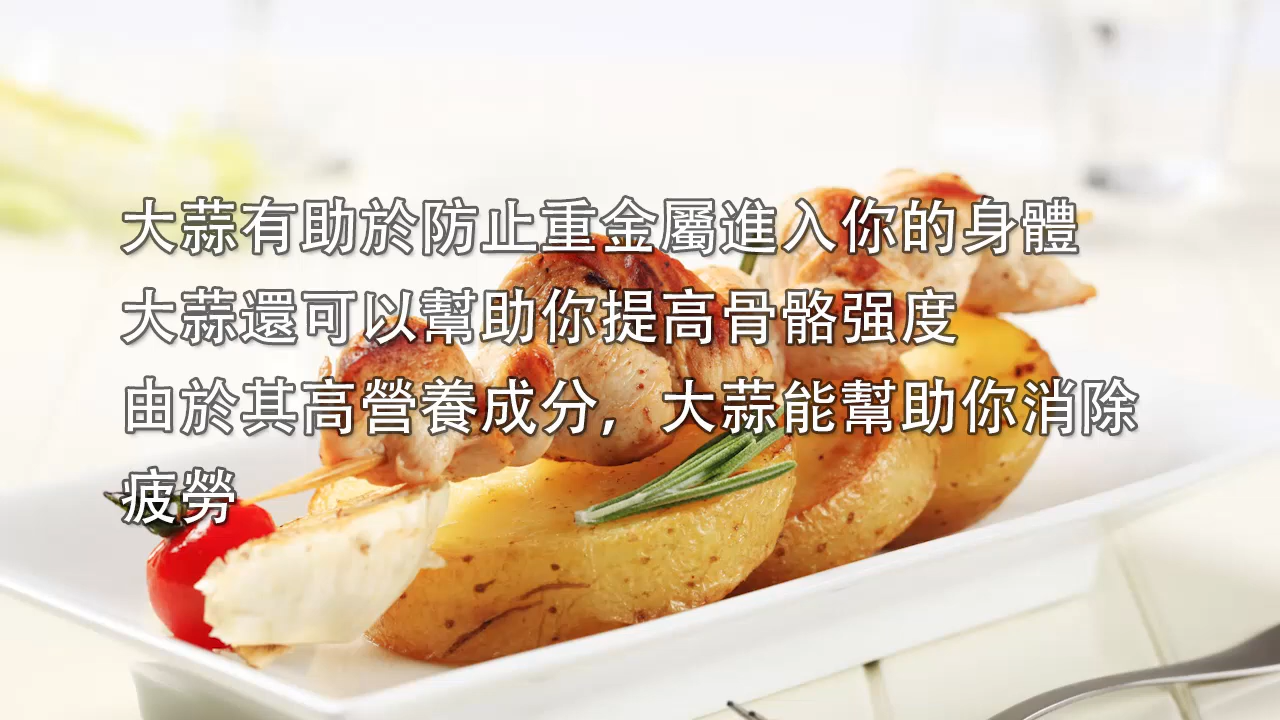 大蒜有助於防止重金屬進入你的身體
大蒜還可以幫助你提高骨骼强度
由於其高營養成分，大蒜能幫助你消除
疲勞